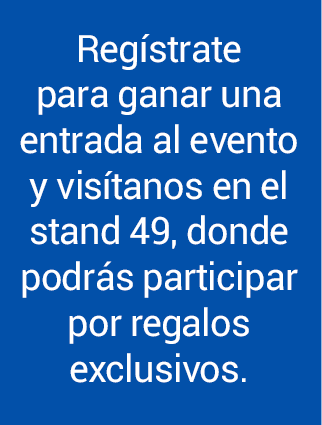 Regístrate
para ganar una
entrada al evento
y visítanos en el
stand 49, donde
podrás participar
por regalos
exclusivos.